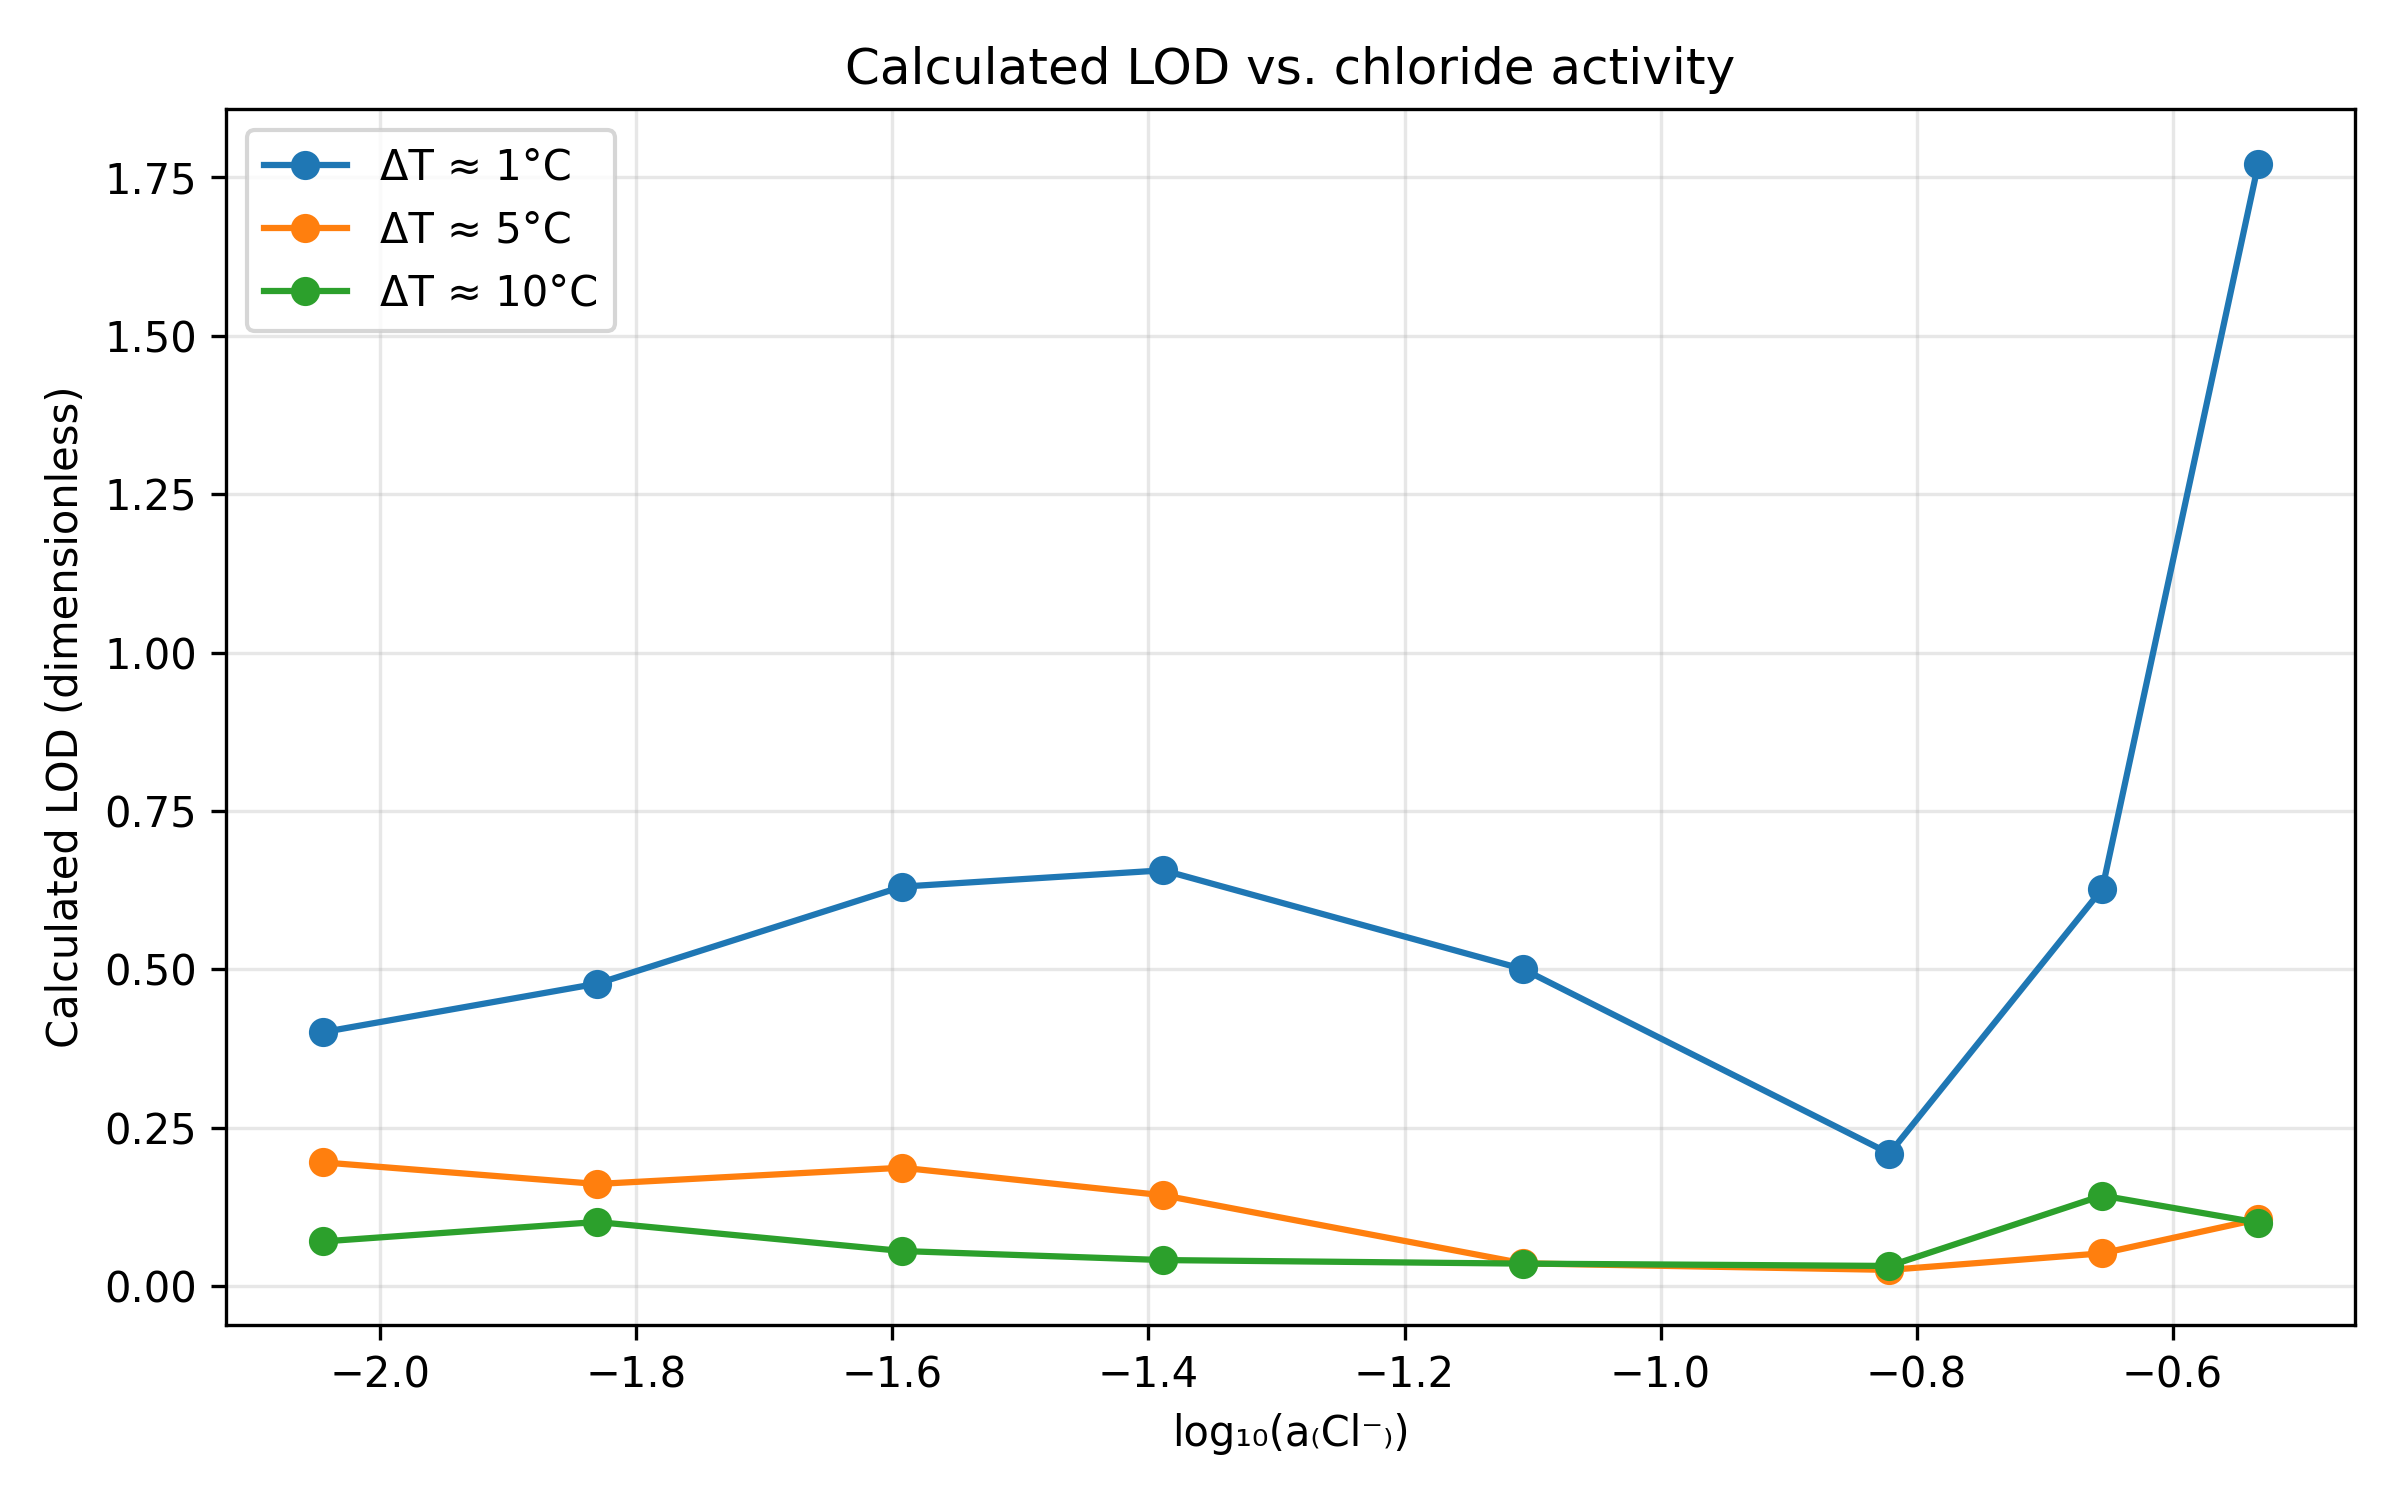 Calculated LOD vs. chloride activity
ΔT ≈ 1°C
ΔT ≈ 5°C
ΔT ≈ 10°C
Calculated LOD (dimensionless)
1.75
1.50
1.25
1.00
0.75
0.50
0.25
0.00
−2.0 −1.8 −1.6 −1.4 −1.2 −1.0 −0.8 −0.6
log₁₀(a₍Cl⁻₎)